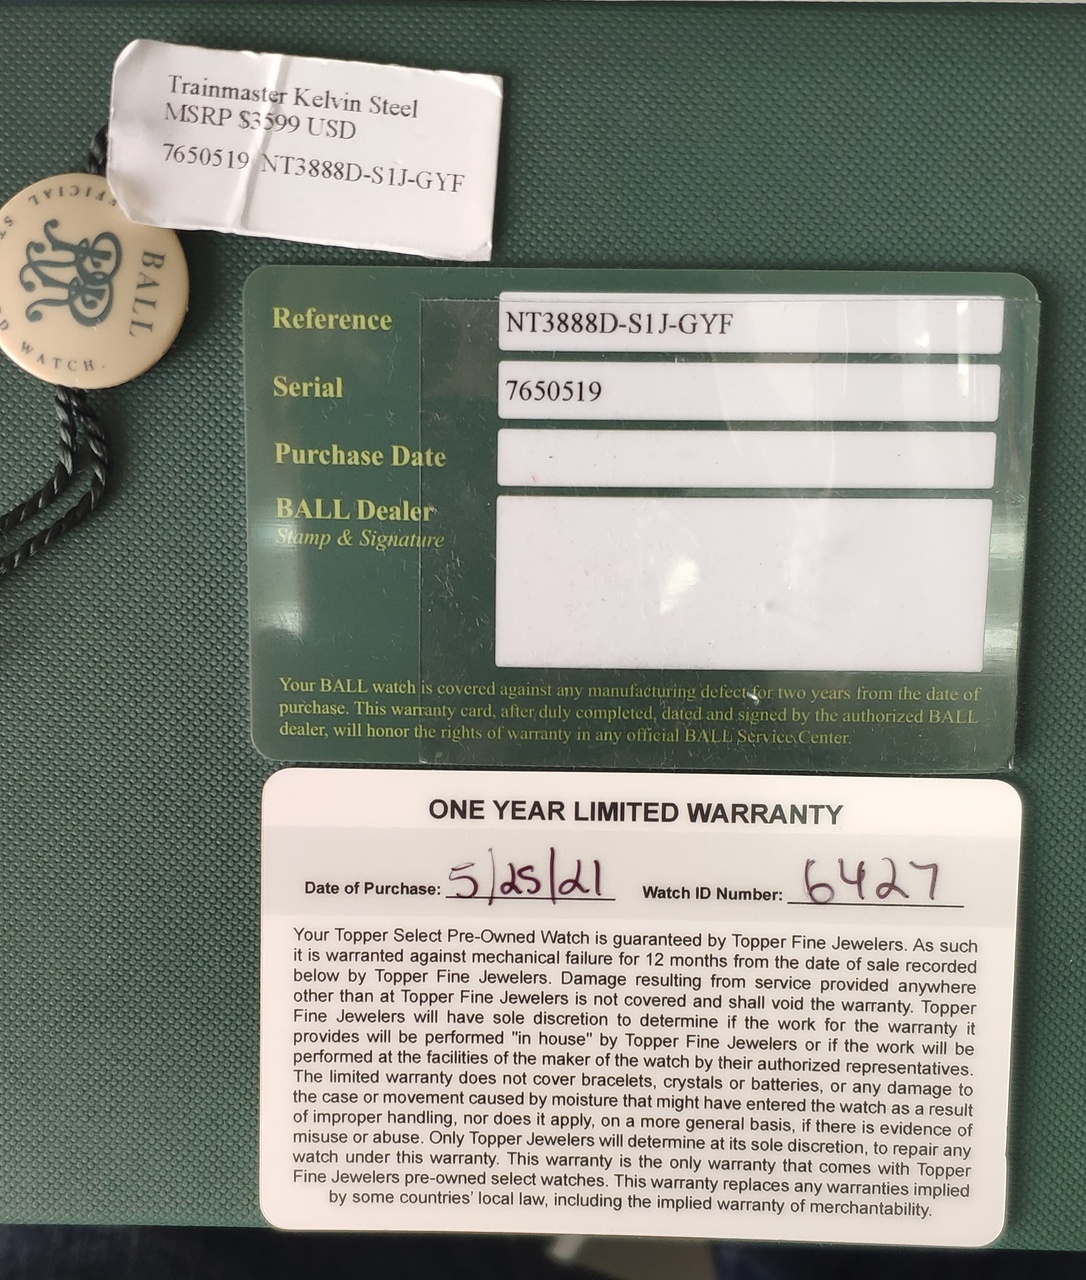 Trainmaster Kelvin Steel
MSRP $3599 USD
7650519 NT3888D-S1J-GYF
BALL
OFFICIAL
WATCH.
Reference NT3888D-S1J-GYF
Serial 7650519
Purchase Date
BALL Dealer
Stamp & Signature
Your BALL watch is covered against any manufacturing defect for two years from the date of
purchase. This warranty card, after duly completed, dated and signed by the authorized BALL
dealer, will honor the rights of warranty in any official BALL Service Center.
ONE YEAR LIMITED WARRANTY
Date of Purchase: 5/25/21 Watch ID Number: 6427
Your Topper Select Pre-Owned Watch is guaranteed by Topper Fine Jewelers. As such
it is warranted against mechanical failure for 12 months from the date of sale recorded
below by Topper Fine Jewelers. Damage resulting from service provided anywhere
other than at Topper Fine Jewelers is not covered and shall void the warranty. Topper
Fine Jewelers will have sole discretion to determine if the work for the warranty it
provides will be performed "in house" by Topper Fine Jewelers or if the work will be
performed at the facilities of the maker of the watch by their authorized representatives.
The limited warranty does not cover bracelets, crystals or batteries, or any damage to
the case or movement caused by moisture that might have entered the watch as a result
of improper handling, nor does it apply, on a more general basis, if there is evidence of
misuse or abuse. Only Topper Jewelers will determine at its sole discretion, to repair any
watch under this warranty. This warranty is the only warranty that comes with Topper
Fine Jewelers pre-owned select watches. This warranty replaces any warranties implied
by some countries' local law, including the implied warranty of merchantability.